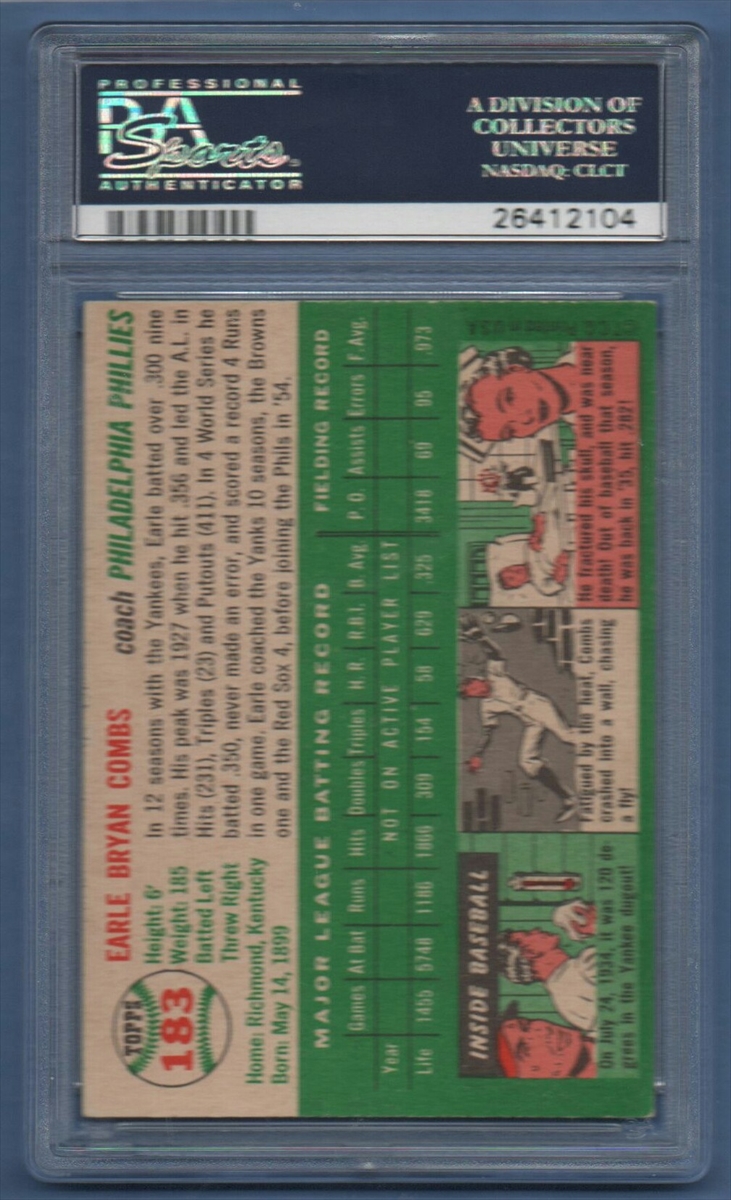 PROFESSIONAL
PSA
Sports
AUTHENTICATOR
A DIVISION OF
COLLECTORS
UNIVERSE
NASDAQ: CLCT
26412104
TOPPS
183
EARLE BRYAN COMBS
coach PHILADELPHIA PHILLIES
Height: 6'
Weight: 185
Batted Left
Threw Right
Home: Richmond, Kentucky
Born: May 14, 1899
In 12 seasons with the Yankees, Earle batted over .300 nine
times. His peak was 1927 when he hit .356 and led the A.L. in
Hits (231), Triples (23) and Putouts (411). In 4 World Series he
batted .350, never made an error, and scored a record 4 Runs
in one game. Earle coached the Yanks 10 seasons, the Browns
one and the Red Sox 4, before joining the Phils in '54.
MAJOR LEAGUE BATTING RECORD FIELDING RECORD
Year Games At Bat Runs Hits Doubles Triples H.R. R.B.I. B. Avg. P.O. Assists Errors F. Avg.
NOT ON ACTIVE PLAYER LIST
Life 1455 5748 1186 1866 309 154 58 629 .325 3418 69 95 .973
INSIDE BASEBALL
On July 24, 1934, it was 120 de-
grees in the Yankee dugout!
Fatigued by the heat, Combs
crashed into a wall, chasing
a fly!
He fractured his skull, and was near
death! Out of baseball that season,
he was back in '35, hit .282!
©T.C.G. Printed in U.S.A.